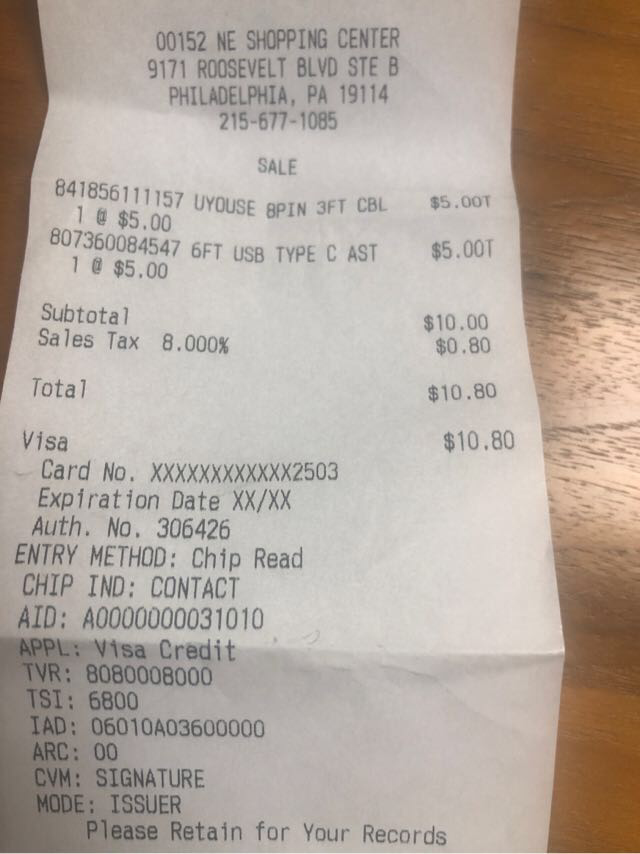 00152 NE SHOPPING CENTER
9171 ROOSEVELT BLVD STE B
PHILADELPHIA, PA 19114
215-677-1085
SALE
841856111157 UYOUSE 8PIN 3FT CBL $5.00T
1 @ $5.00
807360084547 6FT USB TYPE C AST $5.00T
1 @ $5.00
Subtotal $10.00
Sales Tax 8.000% $0.80
Total $10.80
Visa $10.80
Card No. XXXXXXXXXXXX2503
Expiration Date XX/XX
Auth. No. 306426
ENTRY METHOD: Chip Read
CHIP IND: CONTACT
AID: A0000000031010
APPL: Visa Credit
TVR: 8080008000
TSI: 6800
IAD: 06010A03600000
ARC: 00
CVM: SIGNATURE
MODE: ISSUER
Please Retain for Your Records